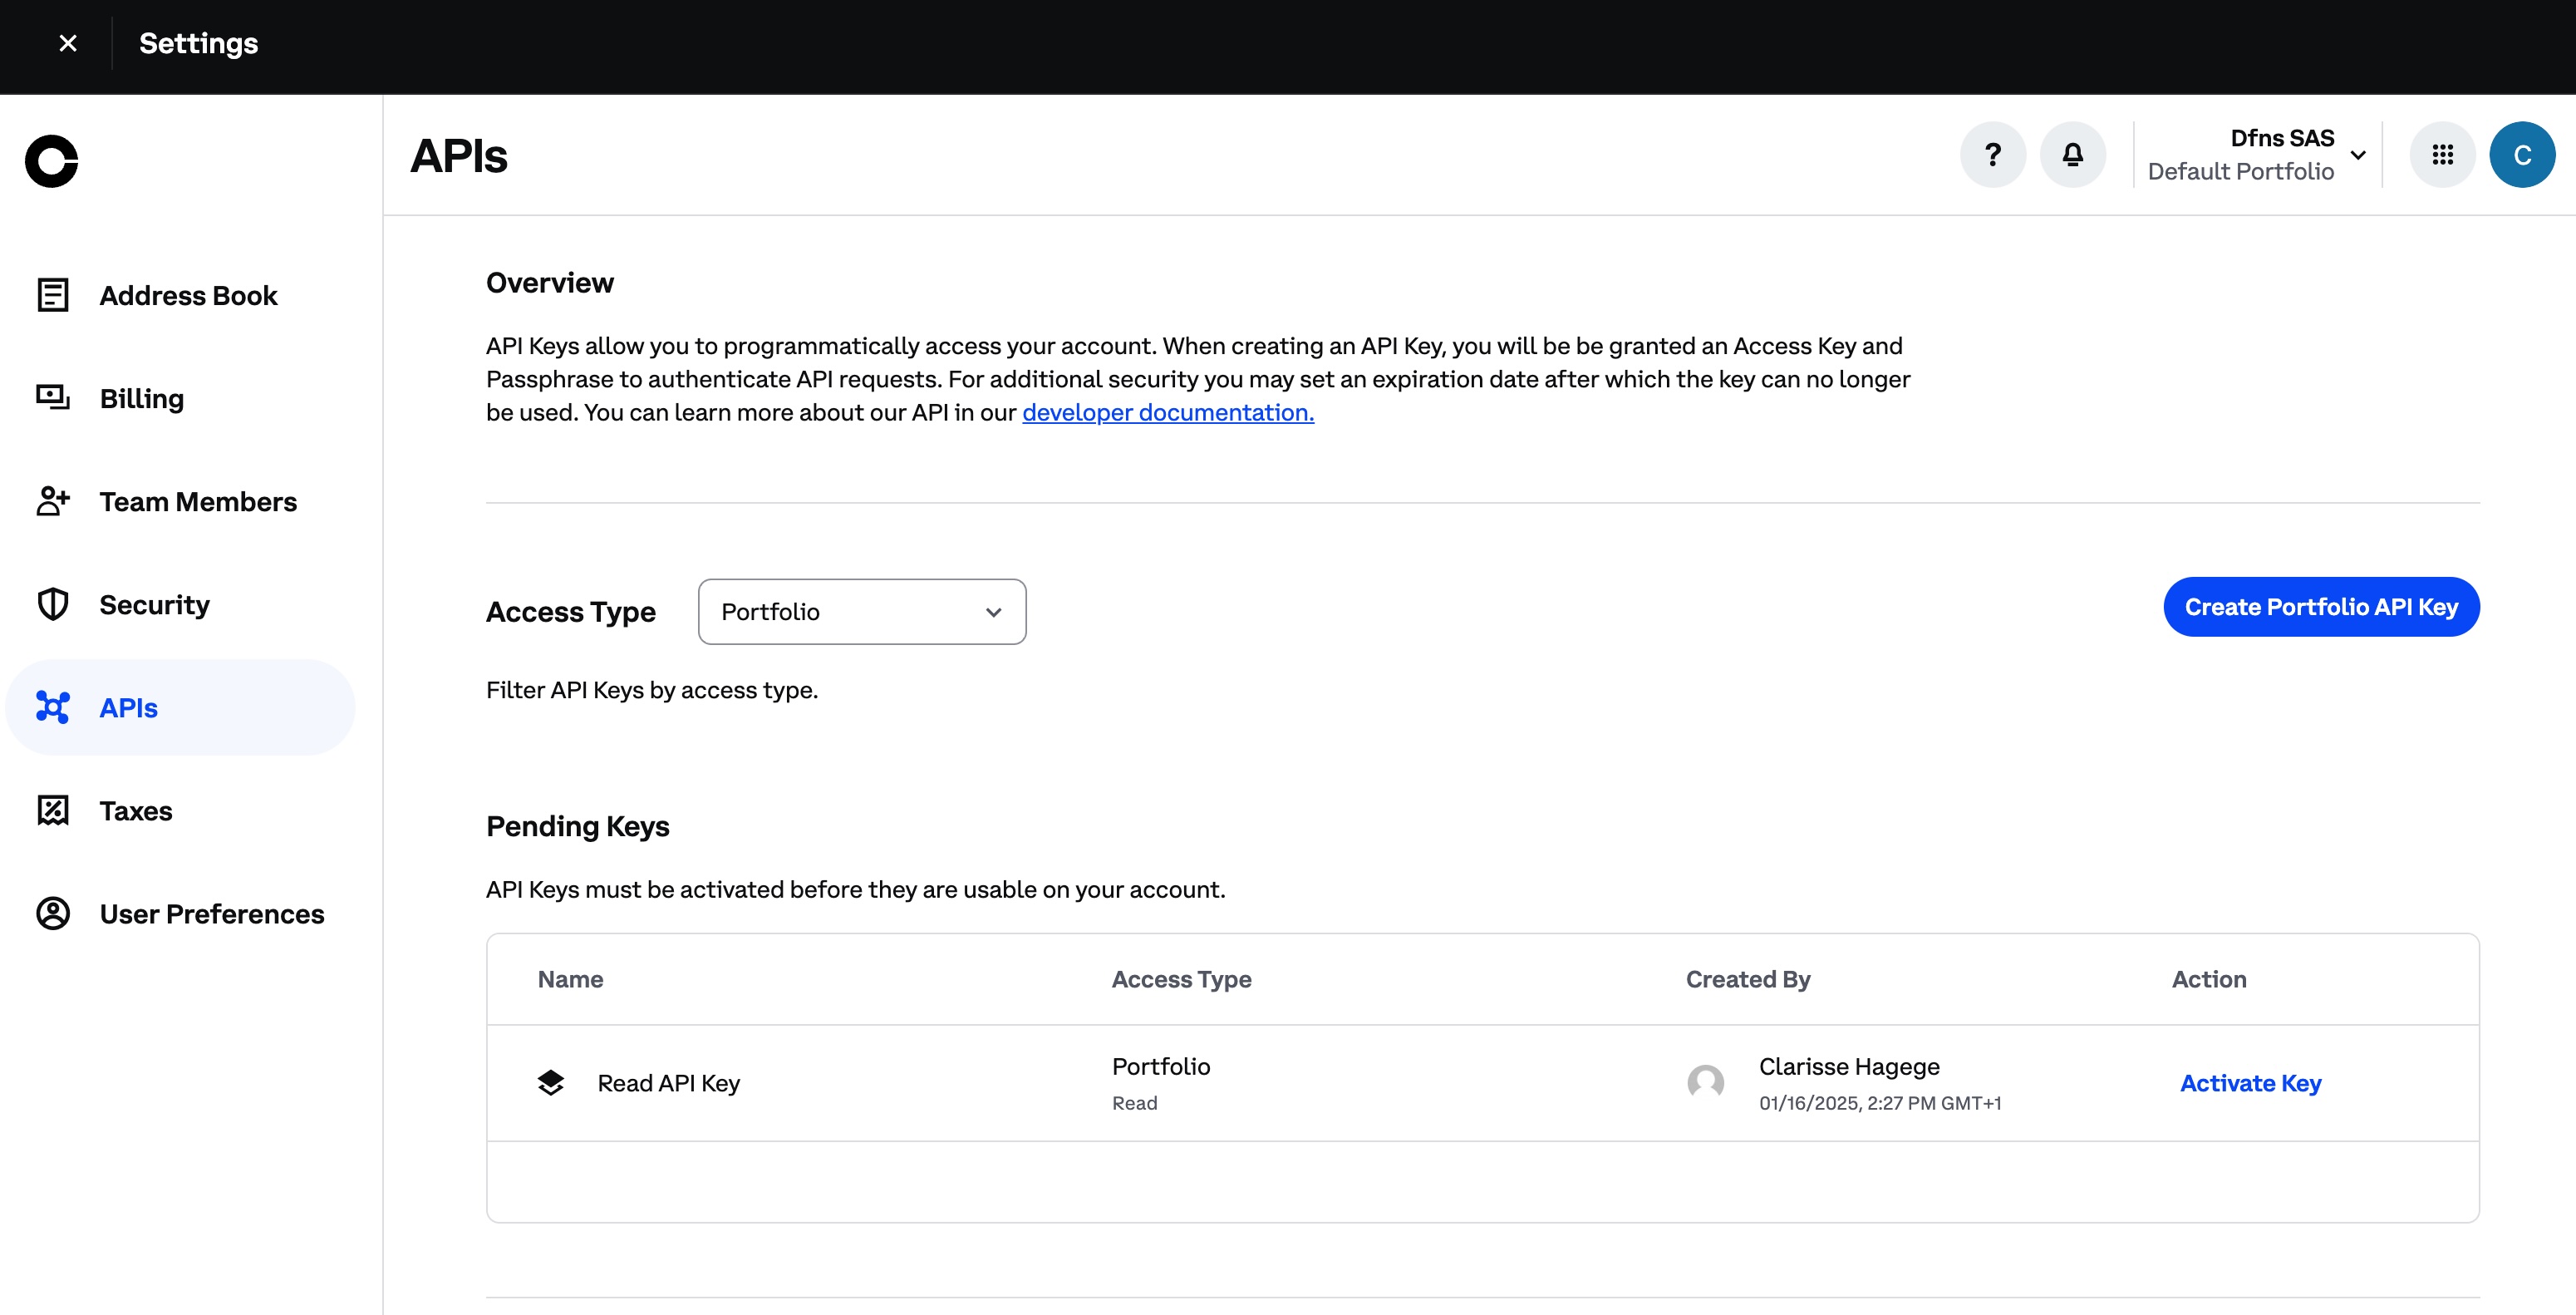 Settings
APIs
?
Dfns SAS
Default Portfolio
C
Address Book
Billing
Team Members
Security
APIs
Taxes
User Preferences
Overview
API Keys allow you to programmatically access your account. When creating an API Key, you will be be granted an Access Key and
Passphrase to authenticate API requests. For additional security you may set an expiration date after which the key can no longer
be used. You can learn more about our API in our developer documentation.
Access Type
Portfolio
Create Portfolio API Key
Filter API Keys by access type.
Pending Keys
API Keys must be activated before they are usable on your account.
Name Access Type Created By Action
Read API Key
Portfolio
Read
Clarisse Hagege
01/16/2025, 2:27 PM GMT+1
Activate Key